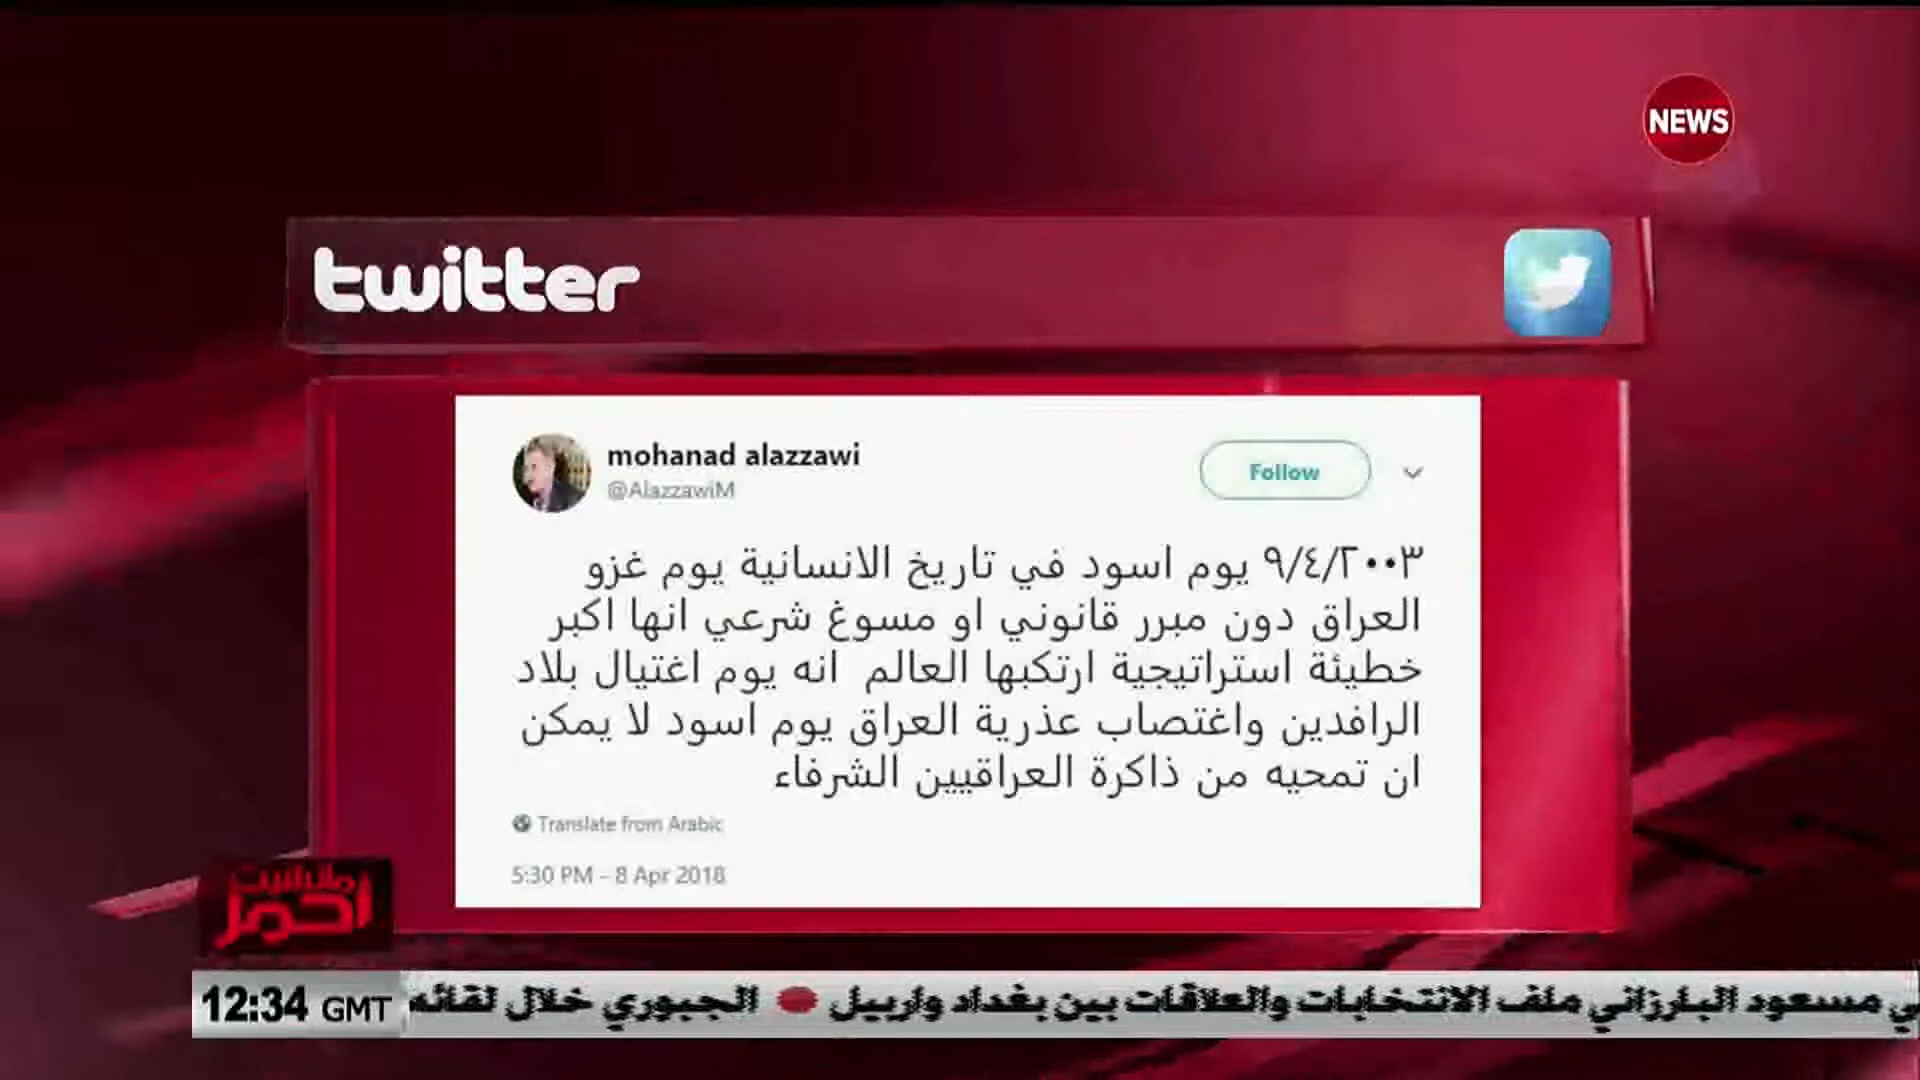 NEWS
twitter
mohanad alazzawi
@AlazzawiM
Follow
٩/٤/٢٠٠٣ يوم اسود في تاريخ الانسانية يوم غزو
العراق دون مبرر قانوني او مسوغ شرعي انها اكبر
خطيئة استراتيجية ارتكبها العالم انه يوم اغتيال بلاد
الرافدين واغتصاب عذرية العراق يوم اسود لا يمكن
ان تمحيه من ذاكرة العراقيين الشرفاء
Translate from Arabic
5:30 PM - 8 Apr 2018
مانشيت
احمر
12:34 GMT
مسعود البارزاني ملف الانتخابات والعلاقات بين بغداد واربيل ● الجبوري خلال لقائه